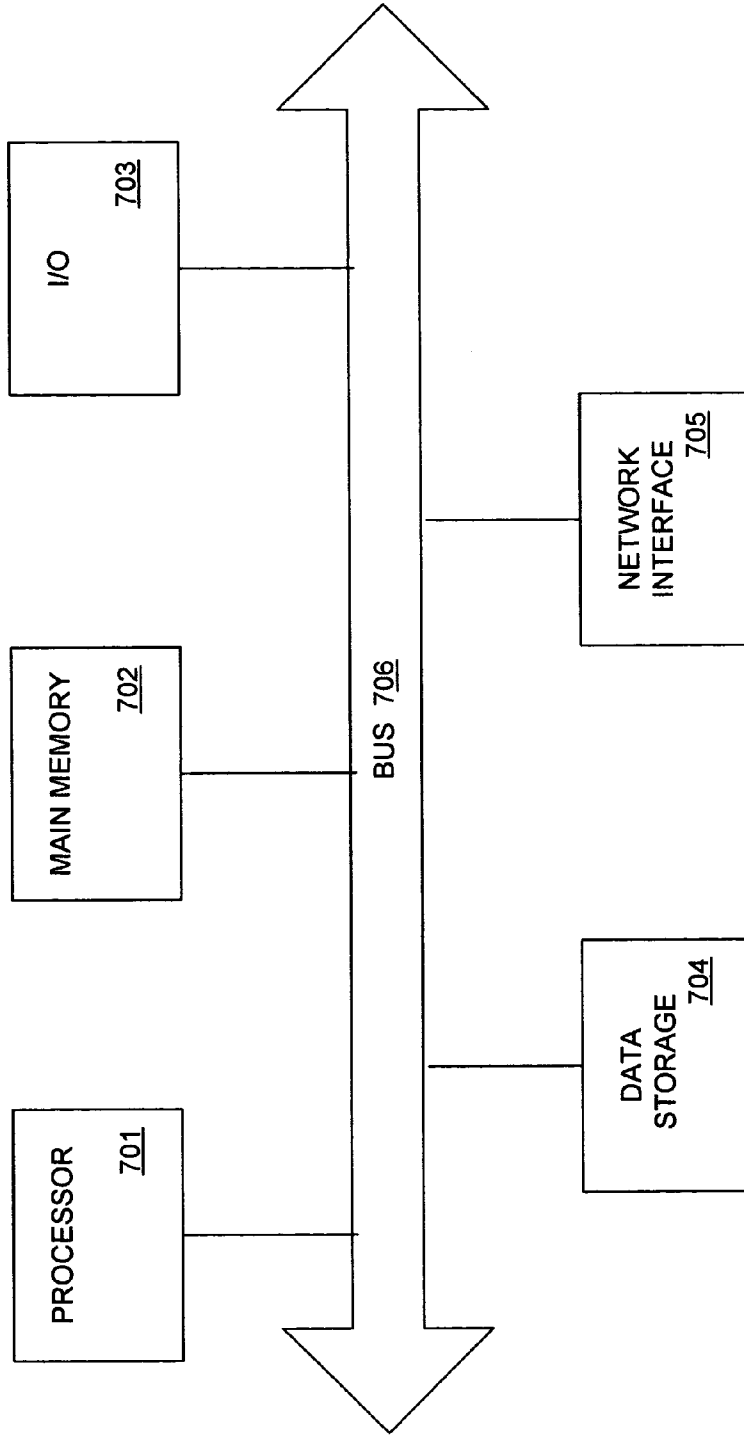 PROCESSOR
701
MAIN MEMORY
702
I/O
703
BUS 706
DATA
STORAGE
704
NETWORK
INTERFACE
705